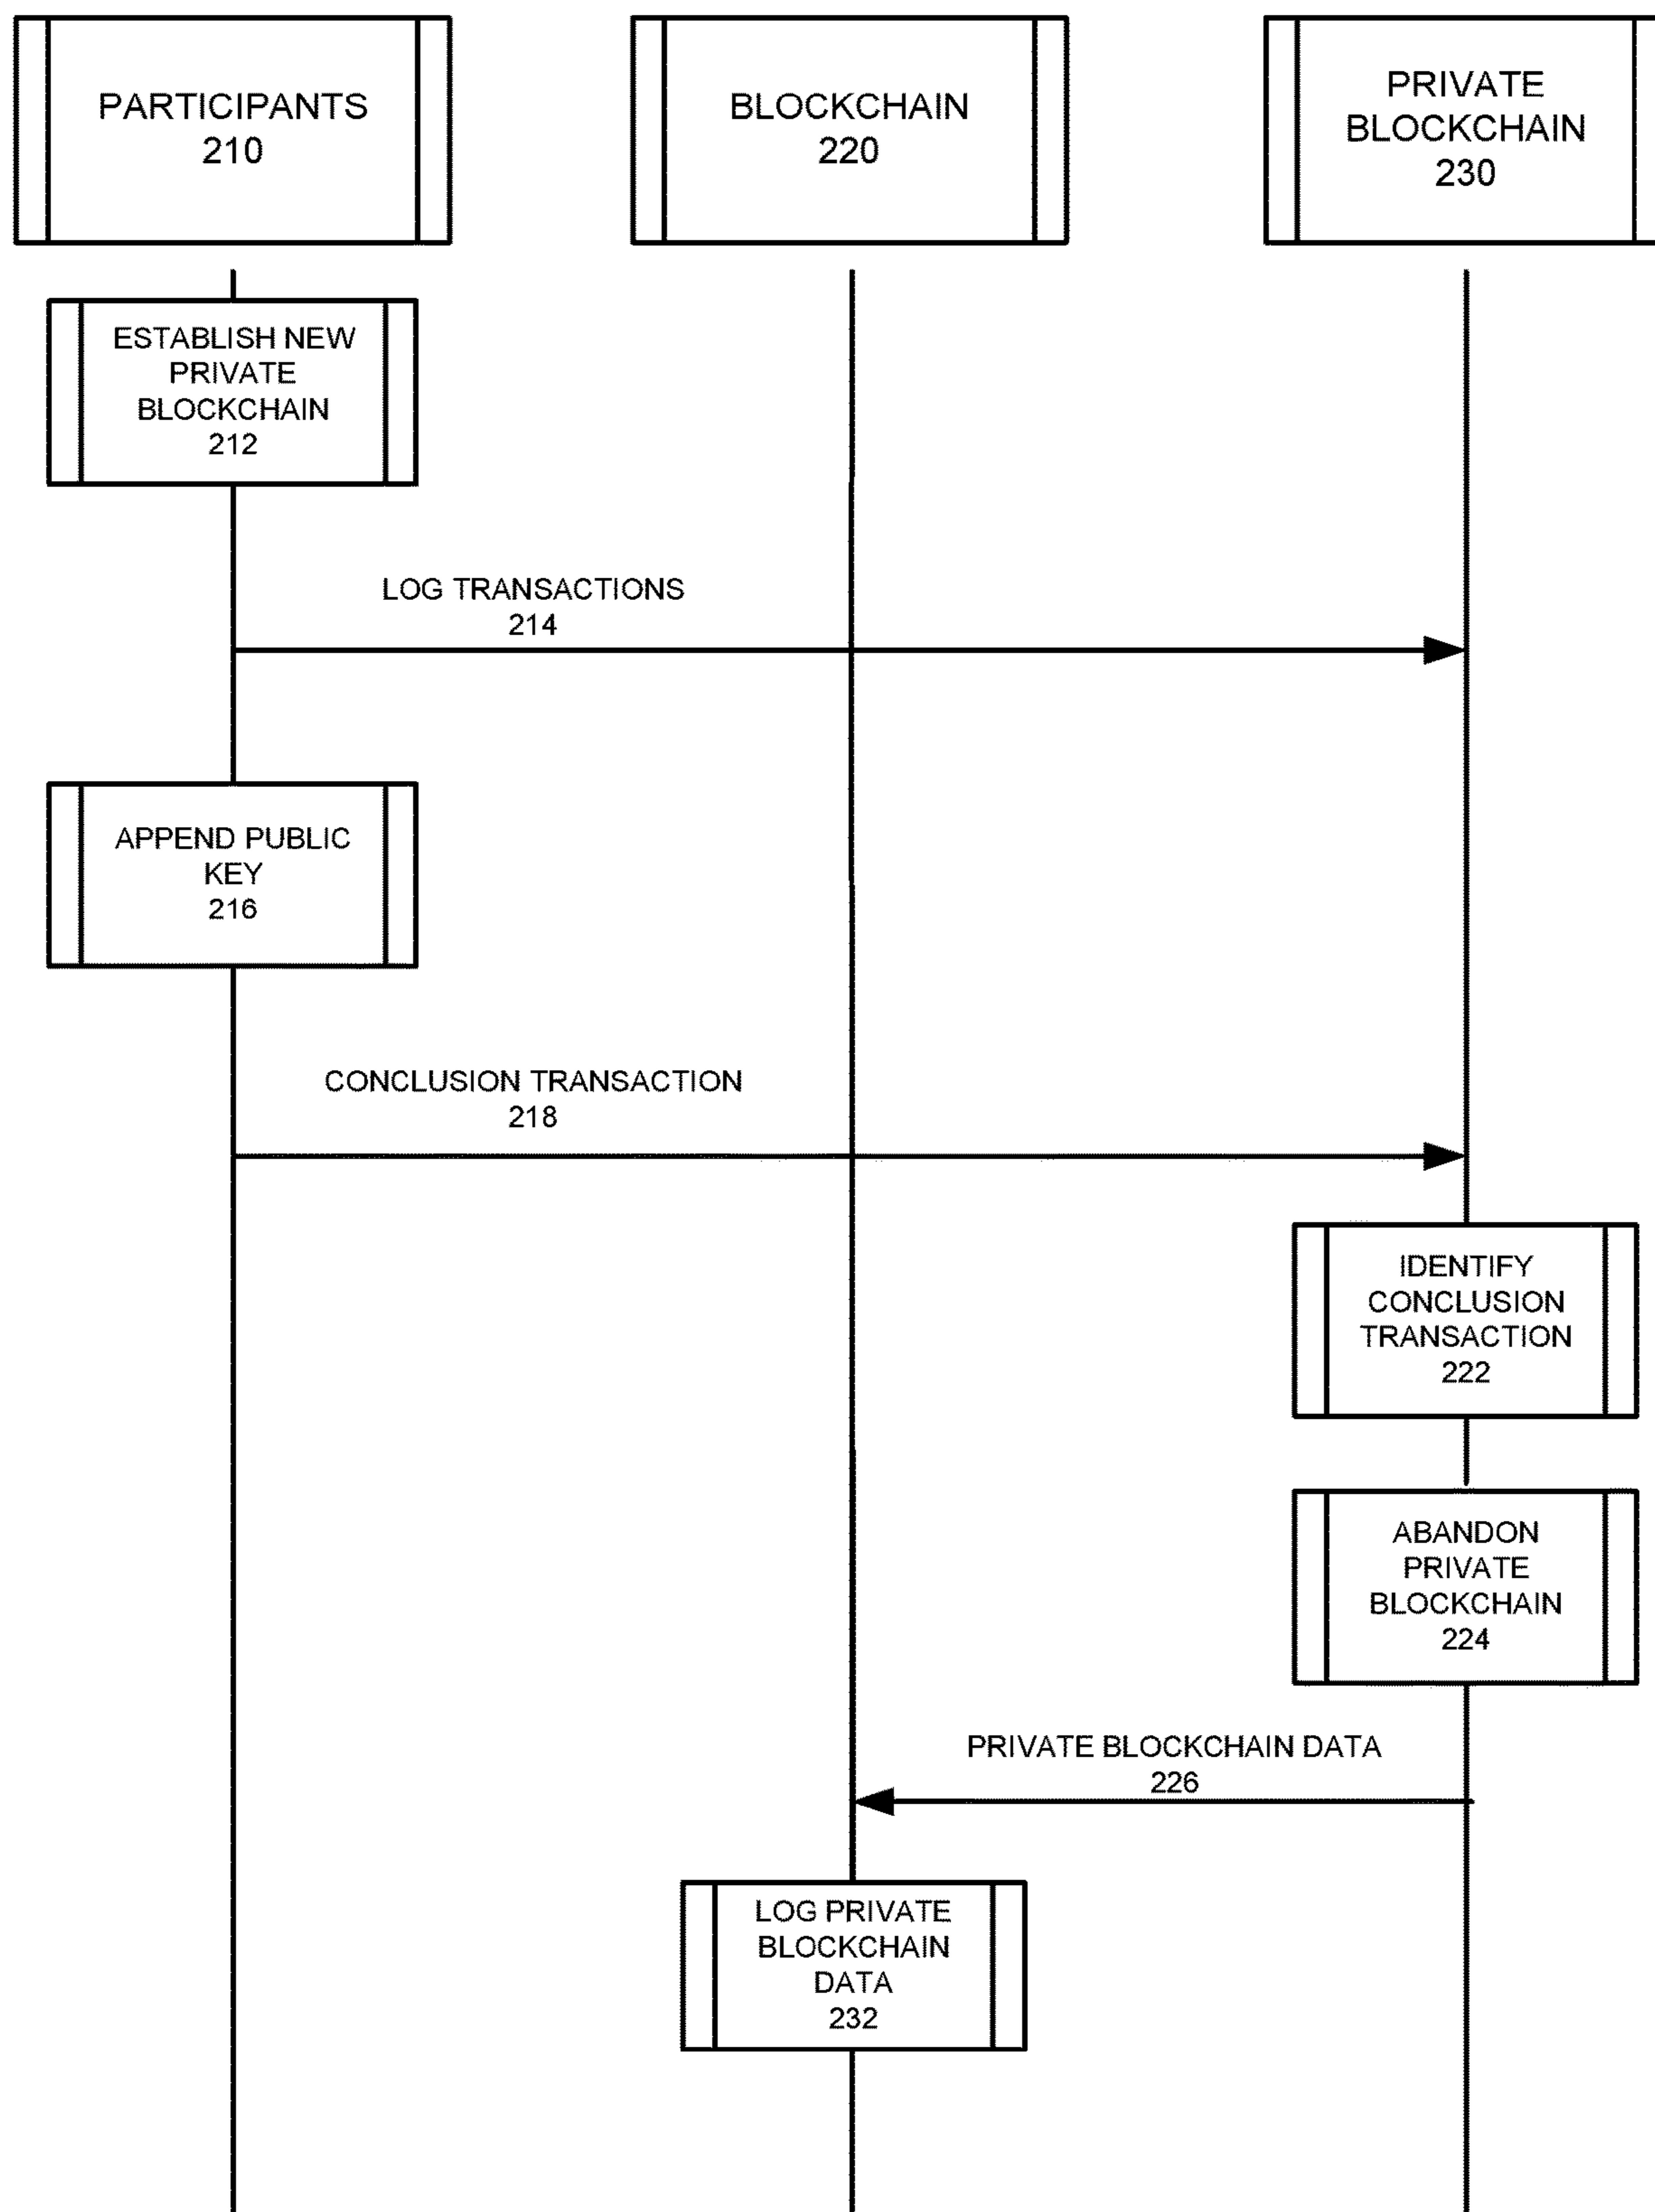 PARTICIPANTS
210
BLOCKCHAIN
220
PRIVATE
BLOCKCHAIN
230
ESTABLISH NEW
PRIVATE
BLOCKCHAIN
212
LOG TRANSACTIONS
214
APPEND PUBLIC
KEY
216
CONCLUSION TRANSACTION
218
IDENTIFY
CONCLUSION
TRANSACTION
222
ABANDON
PRIVATE
BLOCKCHAIN
224
PRIVATE BLOCKCHAIN DATA
226
LOG PRIVATE
BLOCKCHAIN
DATA
232